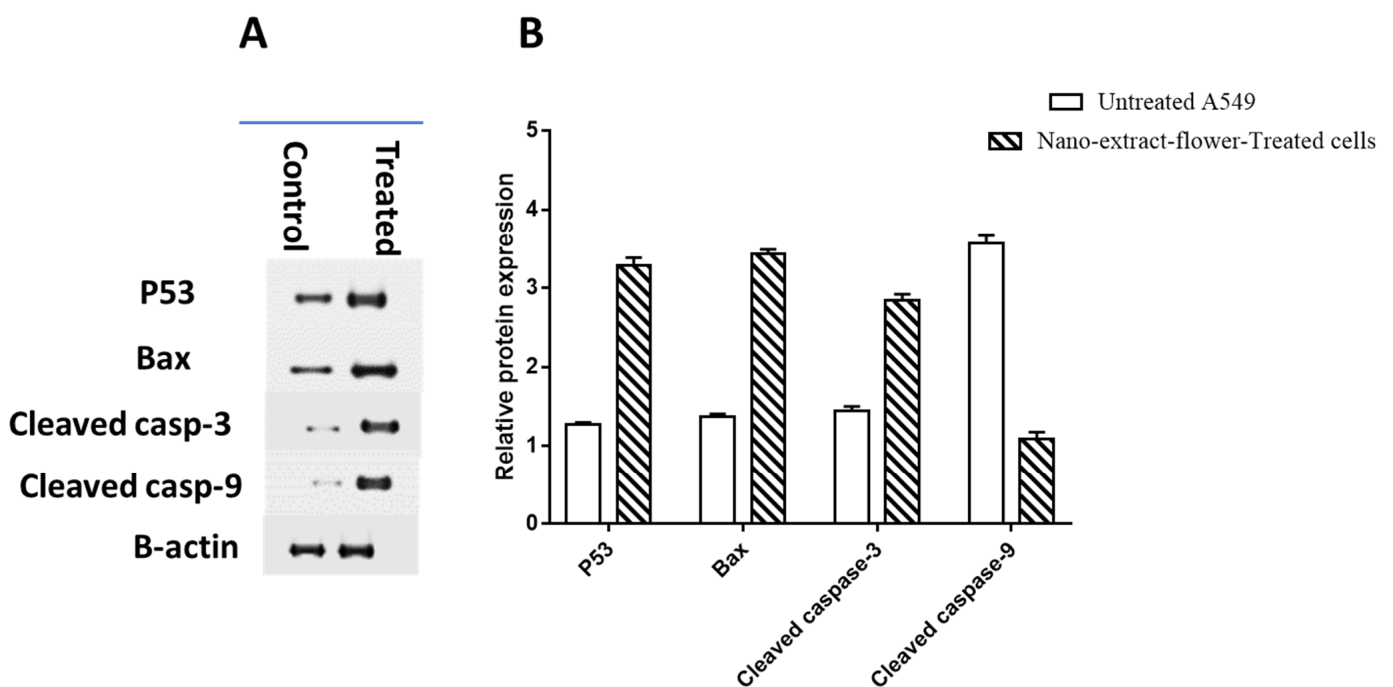 A
B
Control
Treated
P53
Bax
Cleaved casp-3
Cleaved casp-9
B-actin
Untreated A549
Nano-extract-flower-Treated cells
Relative protein expression
5
4
3
2
1
0
P53
Bax
Cleaved caspase-3
Cleaved caspase-9